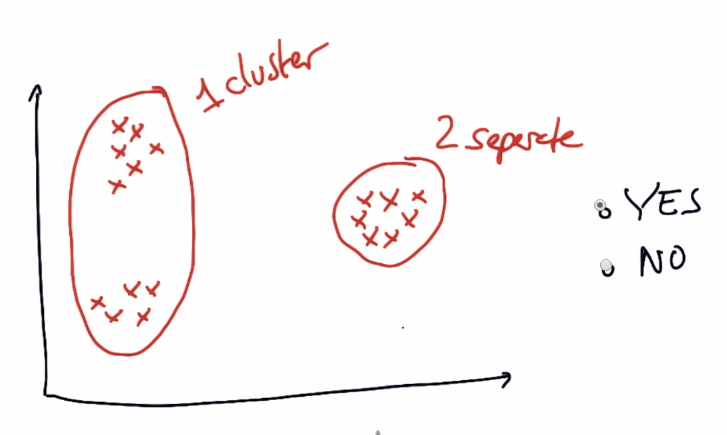 1 cluster
2 seperate
YES
NO